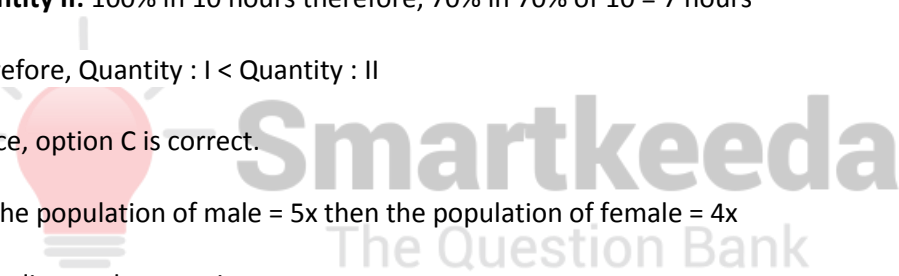 ntity II: 100% in 10 hours therefore, 70% in 70% of 10 = 7 hours
efore, Quantity : I < Quantity : II
ce, option C is correct.
Smartkeeda
he population of male = 5x then the population of female = 4x
The Question Bank